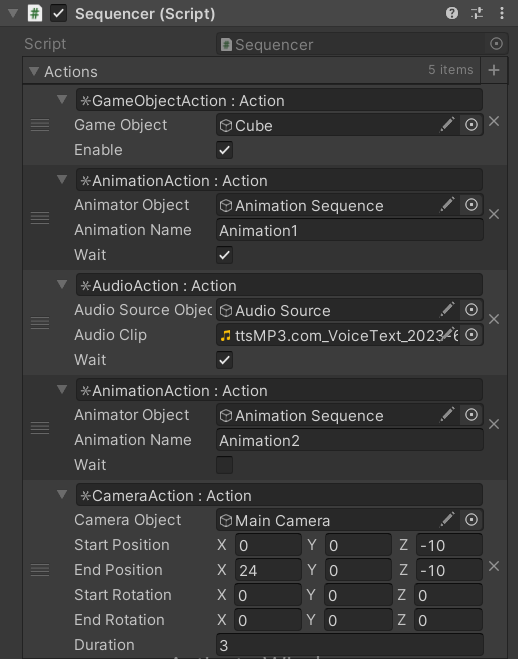 Sequencer (Script)
Script Sequencer
Actions 5 items
GameObjectAction : Action
Game Object Cube
Enable
AnimationAction : Action
Animator Object Animation Sequence
Animation Name Animation1
Wait
AudioAction : Action
Audio Source Objec Audio Source
Audio Clip ttsMP3.com_VoiceText_2023
Wait
AnimationAction : Action
Animator Object Animation Sequence
Animation Name Animation2
Wait
CameraAction : Action
Camera Object Main Camera
Start Position X 0 Y 0 Z -10
End Position X 24 Y 0 Z -10
Start Rotation X 0 Y 0 Z 0
End Rotation X 0 Y 0 Z 0
Duration 3